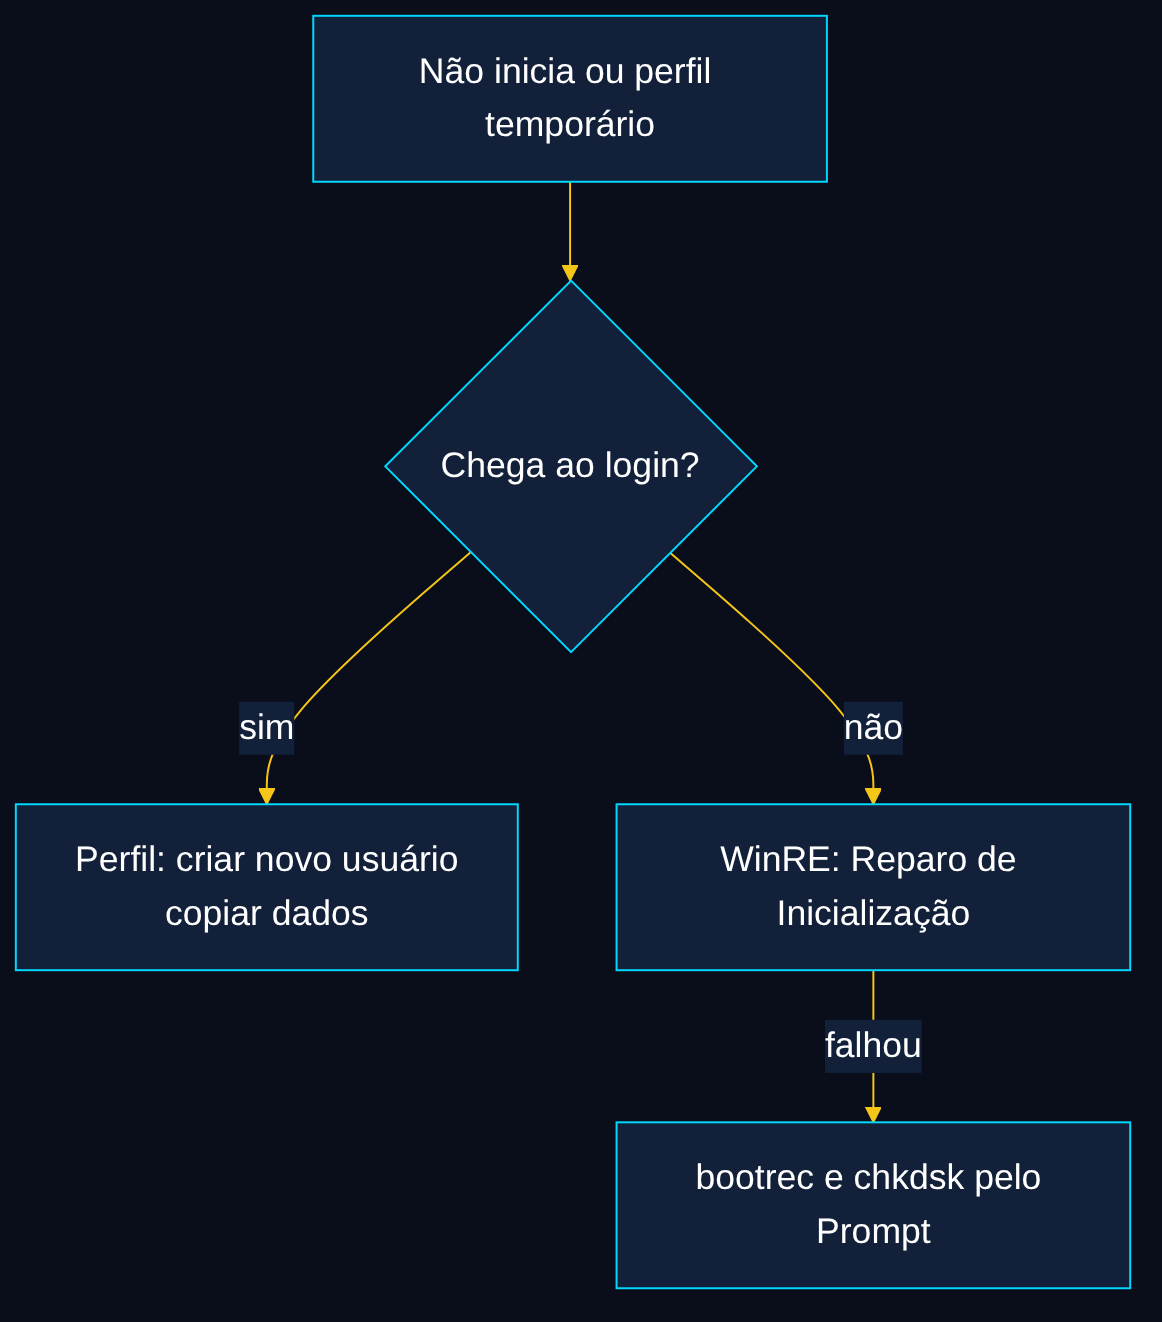 Não inicia ou perfil
temporário
Chega ao login?
sim
não
Perfil: criar novo usuário
copiar dados
WinRE: Reparo de
Inicialização
falhou
bootrec e chkdsk pelo
Prompt